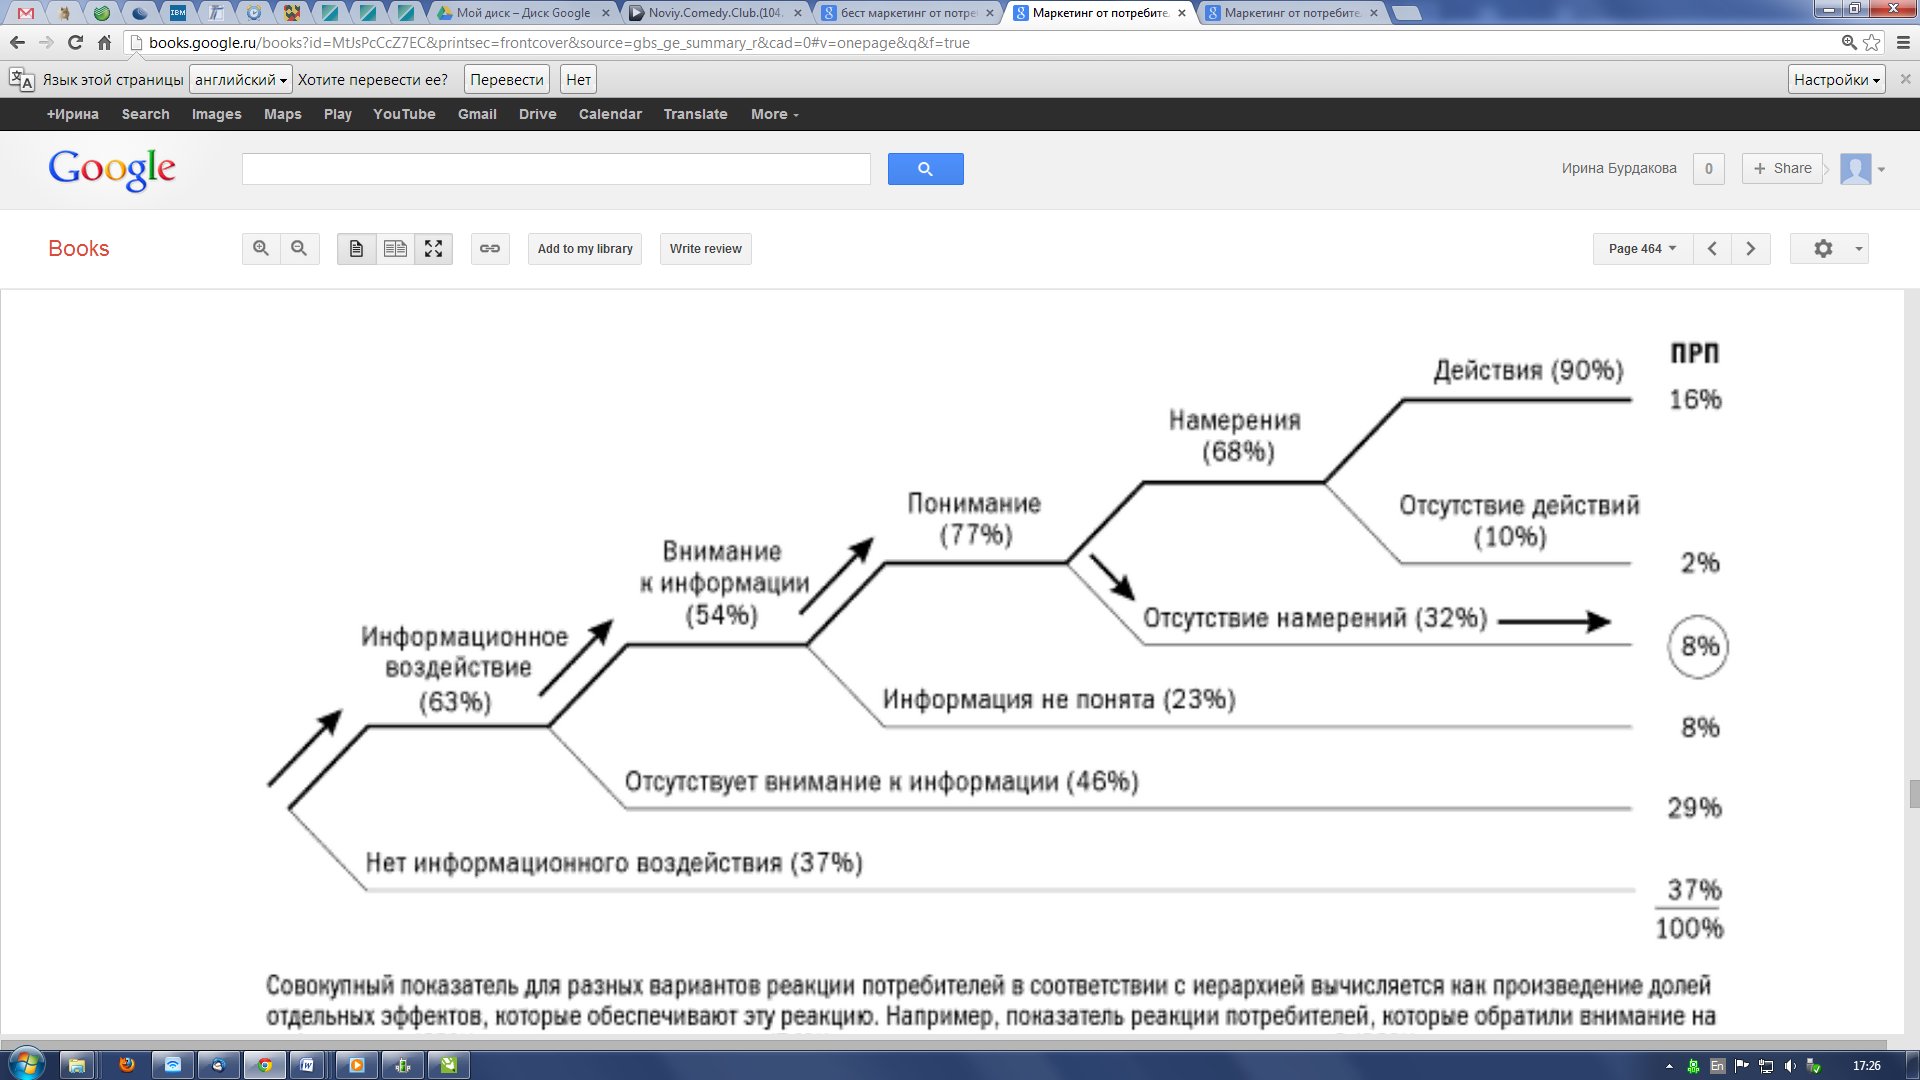 Мой диск – Диск Google
Noviy.Comedy.Club.(104.
бест маркетинг от потре
Маркетинг от потребите.
Маркетинг от потребите.
books.google.ru/books?id=MtJsPcCcZ7EC&printsec=frontcover&source=gbs_ge_summary_r&cad=0#v=onepage&q&f=true
Язык этой страницы английский Хотите перевести ее? Перевести Нет Настройки
+Ирина Search Images Maps Play YouTube Gmail Drive Calendar Translate More
Google
Ирина Бурдакова 0 + Share
Books
Add to my library Write review Page 464
ПРП
Действия (90%)
16%
Намерения
(68%)
Отсутствие действий
(10%)
2%
Понимание
(77%)
Отсутствие намерений (32%)
8%
Внимание
к информации
(54%)
Информация не понята (23%)
8%
Информационное
воздействие
(63%)
Отсутствует внимание к информации (46%)
29%
Нет информационного воздействия (37%)
37%
100%
Совокупный показатель для разных вариантов реакции потребителей в соответствии с иерархией вычисляется как произведение долей
отдельных эффектов, которые обеспечивают эту реакцию. Например, показатель реакции потребителей, которые обратили внимание на
En
17:26